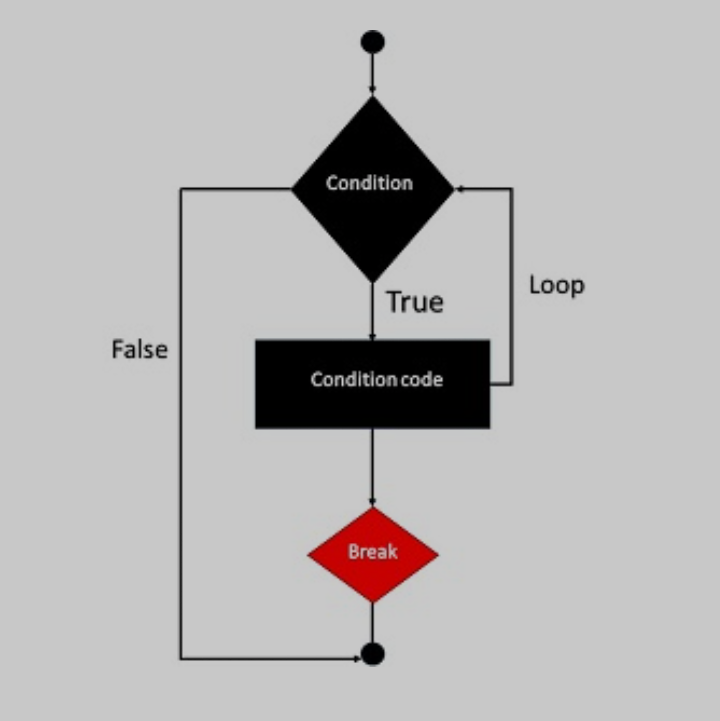 Condition
True
Loop
False
Condition code
Break